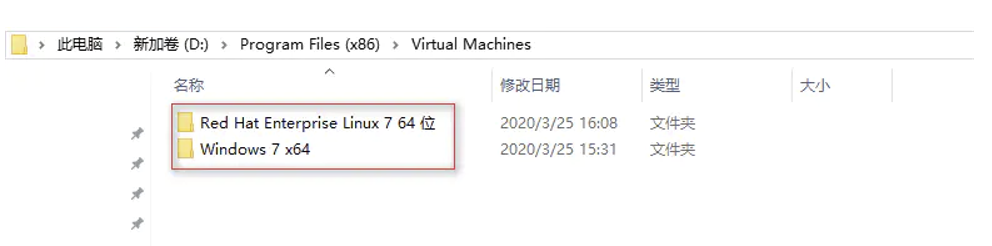 此电脑 > 新加卷 (D:) > Program Files (x86) > Virtual Machines
名称 修改日期 类型 大小
Red Hat Enterprise Linux 7 64 位 2020/3/25 16:08 文件夹
Windows 7 x64 2020/3/25 15:31 文件夹